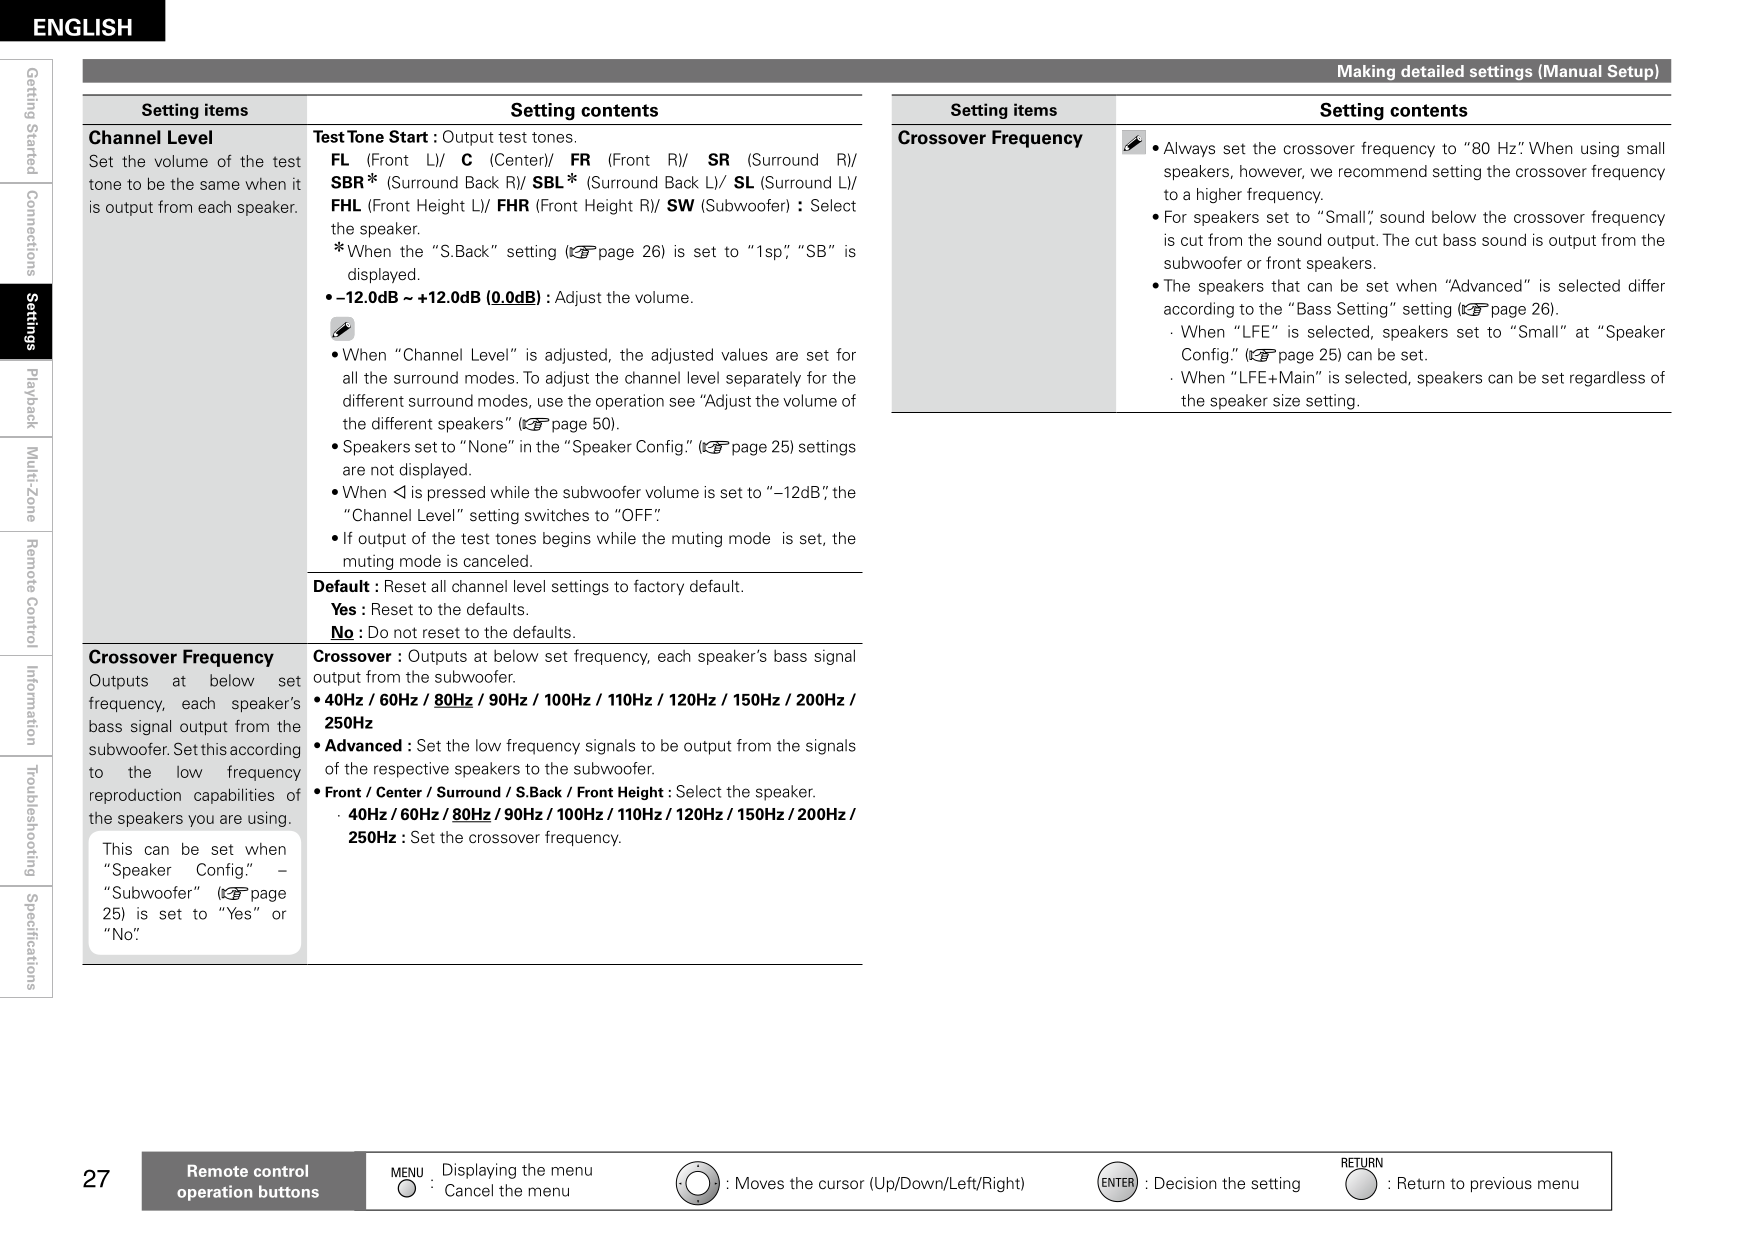 ENGLISH
Getting Started
Connections
Settings
Playback
Multi-Zone
Remote Control
Information
Troubleshooting
Specifications
Making detailed settings (Manual Setup)
Setting items
Setting contents
Channel Level
Set the volume of the test
tone to be the same when it
is output from each speaker.
Test Tone Start : Output test tones.
FL (Front L)/ C (Center)/ FR (Front R)/ SR (Surround R)/
SBR* (Surround Back R)/ SBL* (Surround Back L)/ SL (Surround L)/
FHL (Front Height L)/ FHR (Front Height R)/ SW (Subwoofer) : Select
the speaker.
*When the “S.Back” setting (☞page 26) is set to “1sp”, “SB” is
displayed.
• –12.0dB ~ +12.0dB (0.0dB) : Adjust the volume.
• When “Channel Level” is adjusted, the adjusted values are set for
all the surround modes. To adjust the channel level separately for the
different surround modes, use the operation see “Adjust the volume of
the different speakers” (☞page 50).
• Speakers set to “None” in the “Speaker Config.” (☞page 25) settings
are not displayed.
• When ◁ is pressed while the subwoofer volume is set to “–12dB”, the
“Channel Level” setting switches to “OFF”.
• If output of the test tones begins while the muting mode  is set, the
muting mode is canceled.
Default : Reset all channel level settings to factory default.
Yes : Reset to the defaults.
No : Do not reset to the defaults.
Crossover Frequency
Outputs at below set
frequency, each speaker’s
bass signal output from the
subwoofer. Set this according
to the low frequency
reproduction capabilities of
the speakers you are using.
This can be set when
“Speaker Config.” –
“Subwoofer” (☞page
25) is set to “Yes” or
“No”.
Crossover : Outputs at below set frequency, each speaker’s bass signal
output from the subwoofer.
• 40Hz / 60Hz / 80Hz / 90Hz / 100Hz / 110Hz / 120Hz / 150Hz / 200Hz /
250Hz
• Advanced : Set the low frequency signals to be output from the signals
of the respective speakers to the subwoofer.
• Front / Center / Surround / S.Back / Front Height : Select the speaker.
· 40Hz / 60Hz / 80Hz / 90Hz / 100Hz / 110Hz / 120Hz / 150Hz / 200Hz /
250Hz : Set the crossover frequency.
Setting items
Setting contents
Crossover Frequency
• Always set the crossover frequency to “80 Hz”. When using small
speakers, however, we recommend setting the crossover frequency
to a higher frequency.
• For speakers set to “Small”, sound below the crossover frequency
is cut from the sound output. The cut bass sound is output from the
subwoofer or front speakers.
• The speakers that can be set when “Advanced” is selected differ
according to the “Bass Setting” setting (☞page 26).
· When “LFE” is selected, speakers set to “Small” at “Speaker
Config.” (☞page 25) can be set.
· When “LFE+Main” is selected, speakers can be set regardless of
the speaker size setting.
27
Remote control
operation buttons
MENU
: Displaying the menu
Cancel the menu
: Moves the cursor (Up/Down/Left/Right)
ENTER : Decision the setting
RETURN
: Return to previous menu